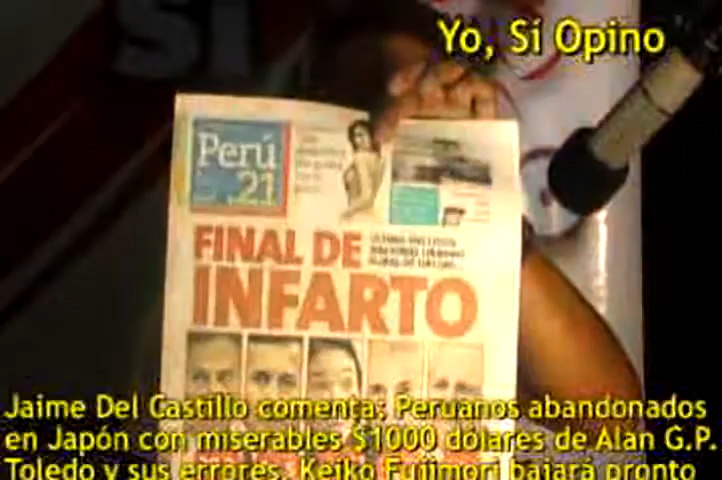 Yo, Sí Opino
Perú
21
FINAL DE
INFARTO
Jaime Del Castillo comenta: Peruanos abandonados
en Japón con miserables $1000 dólares de Alan G.P.
Toledo y sus errores. Keiko Fujimori bajará pronto